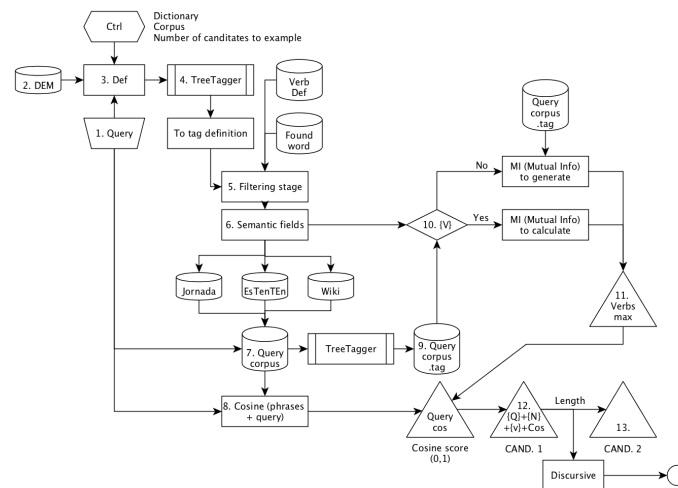 Ctrl
Dictionary
Corpus
Number of canditates to example
2. DEM
3. Def
4. TreeTagger
Verb
Def
Query
corpus
.tag
1. Query
To tag definition
Found
word
No
MI (Mutual Info)
to generate
5. Filtering stage
6. Semantic fields
10. {V}
Yes
MI (Mutual Info)
to calculate
Jornada
EsTenTEn
Wiki
11.
Verbs
max
7. Query
corpus
TreeTagger
9. Query
corpus
.tag
8. Cosine (phrases
+ query)
Query
cos
12.
{Q}+{N}
+{v}+Cos
Length
13.
Cosine score
(0,1)
CAND. 1
CAND. 2
Discursive